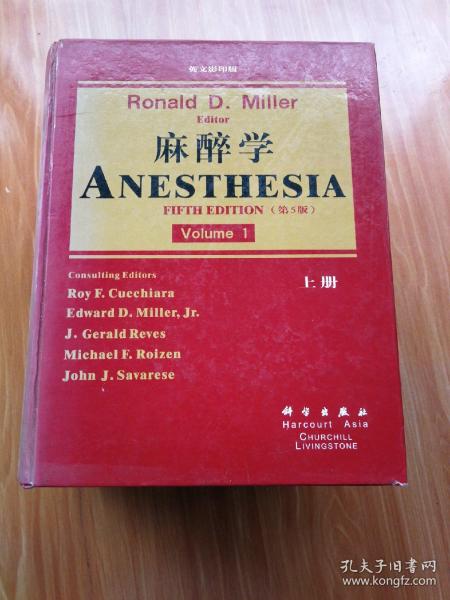 英文影印版
Ronald D. Miller
Editor
麻醉学
ANESTHESIA
FIFTH EDITION（第5版）
Volume 1
上册
Consulting Editors
Roy F. Cucchiara
Edward D. Miller, Jr.
J. Gerald Reves
Michael F. Roizen
John J. Savarese
科学出版社
Harcourt Asia
CHURCHILL
LIVINGSTONE
孔夫子旧书网
www.kongfz.com